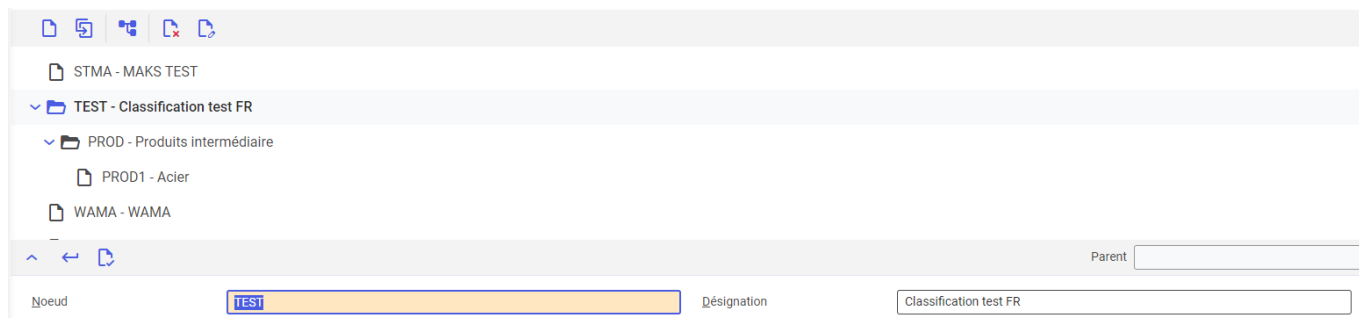 STMA - MAKS TEST
TEST - Classification test FR
PROD - Produits intermédiaire
PROD1 - Acier
WAMA - WAMA
Parent
Noeud TEST Désignation Classification test FR